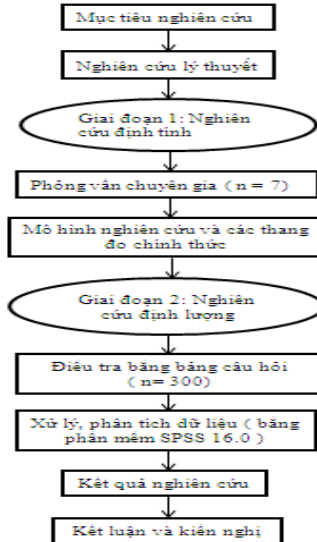 Mục tiêu nghiên cứu
Nghiên cứu lý thuyết
Giai đoạn 1: Nghiên
cứu định tính
Phỏng vấn chuyên gia ( n = 7)
Mô hình nghiên cứu và các thang
đo chính thức
Giai đoạn 2: Nghiên
cứu định lượng
Điều tra bằng bảng câu hỏi
( n= 300)
Xử lý, phân tích dữ liệu ( bằng
phần mềm SPSS 16.0 )
Kết quả nghiên cứu
Kết luận và kiến nghị